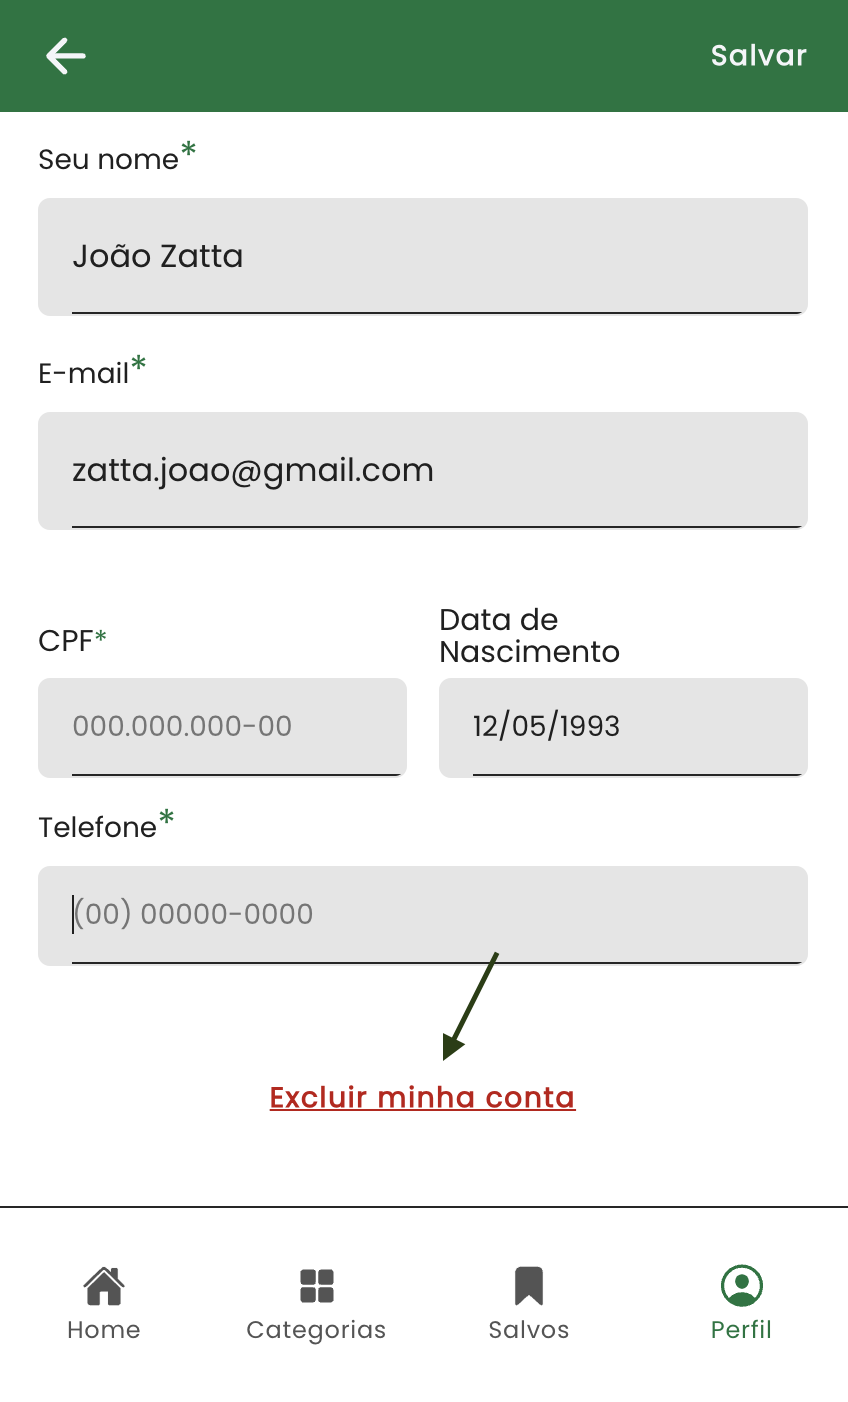 Salvar
Seu nome*
João Zatta
E-mail*
zatta.joao@gmail.com
CPF*
000.000.000-00
Data de
Nascimento
12/05/1993
Telefone*
(00) 00000-0000
Excluir minha conta
Home
Categorias
Salvos
Perfil